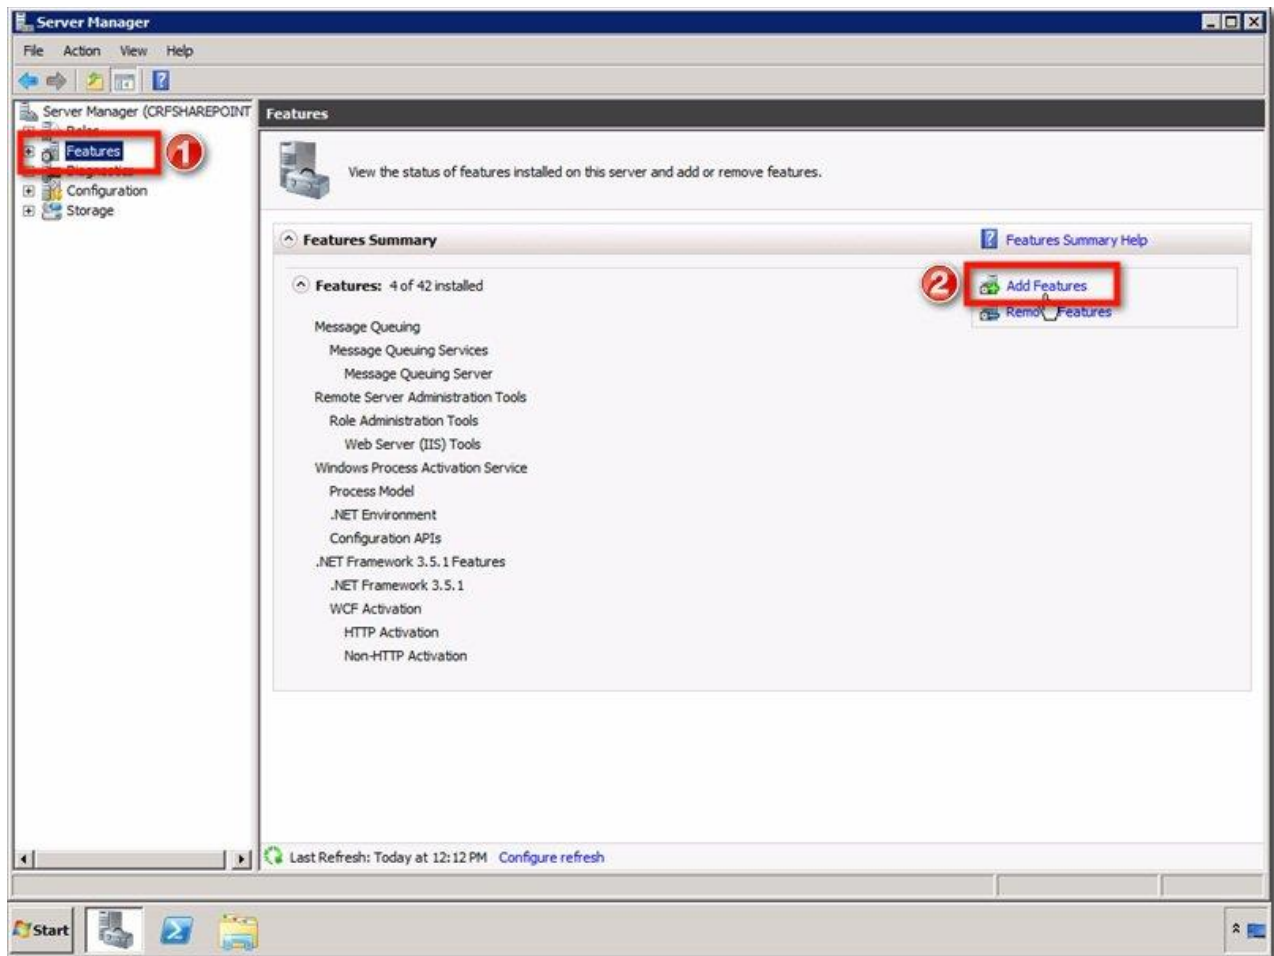 Server Manager
File Action View Help
Server Manager (CRFSHAREPOINT
Roles
Features
1
Diagnostics
Configuration
Storage
Features
View the status of features installed on this server and add or remove features.
Features Summary
Features Summary Help
Features: 4 of 42 installed
2
Add Features
Remove Features
Message Queuing
Message Queuing Services
Message Queuing Server
Remote Server Administration Tools
Role Administration Tools
Web Server (IIS) Tools
Windows Process Activation Service
Process Model
.NET Environment
Configuration APIs
.NET Framework 3.5.1 Features
.NET Framework 3.5.1
WCF Activation
HTTP Activation
Non-HTTP Activation
Last Refresh: Today at 12:12 PM Configure refresh
Start